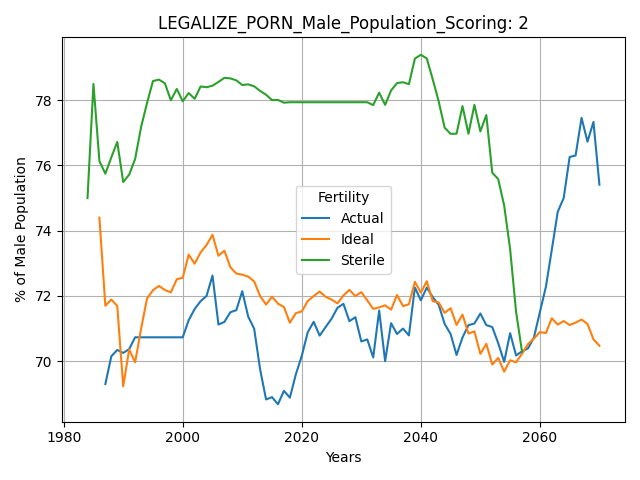 LEGALIZE_PORN_Male_Population_Scoring: 2
% of Male Population
78
76
74
72
70
Fertility
Actual
Ideal
Sterile
1980
2000
2020
2040
2060
Years